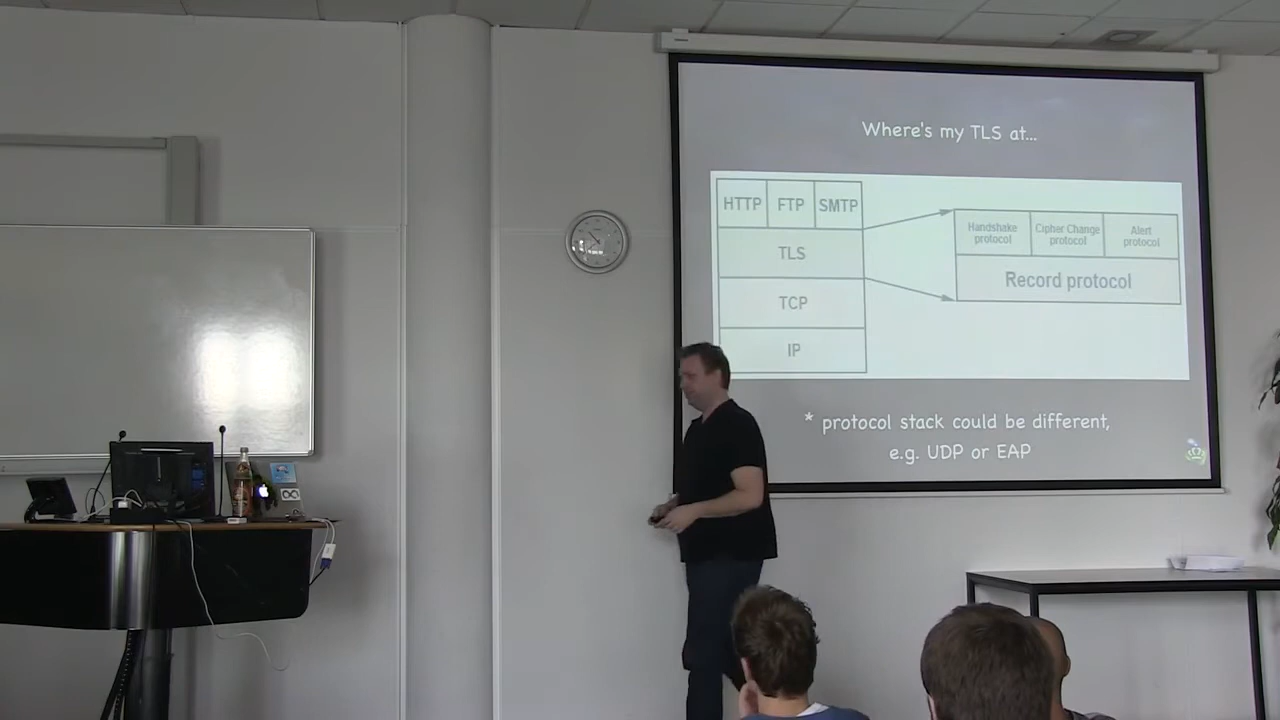 Where's my TLS at...
HTTP FTP SMTP
TLS
TCP
IP
Handshake protocol
Cipher Change protocol
Alert protocol
Record protocol
* protocol stack could be different,
e.g. UDP or EAP